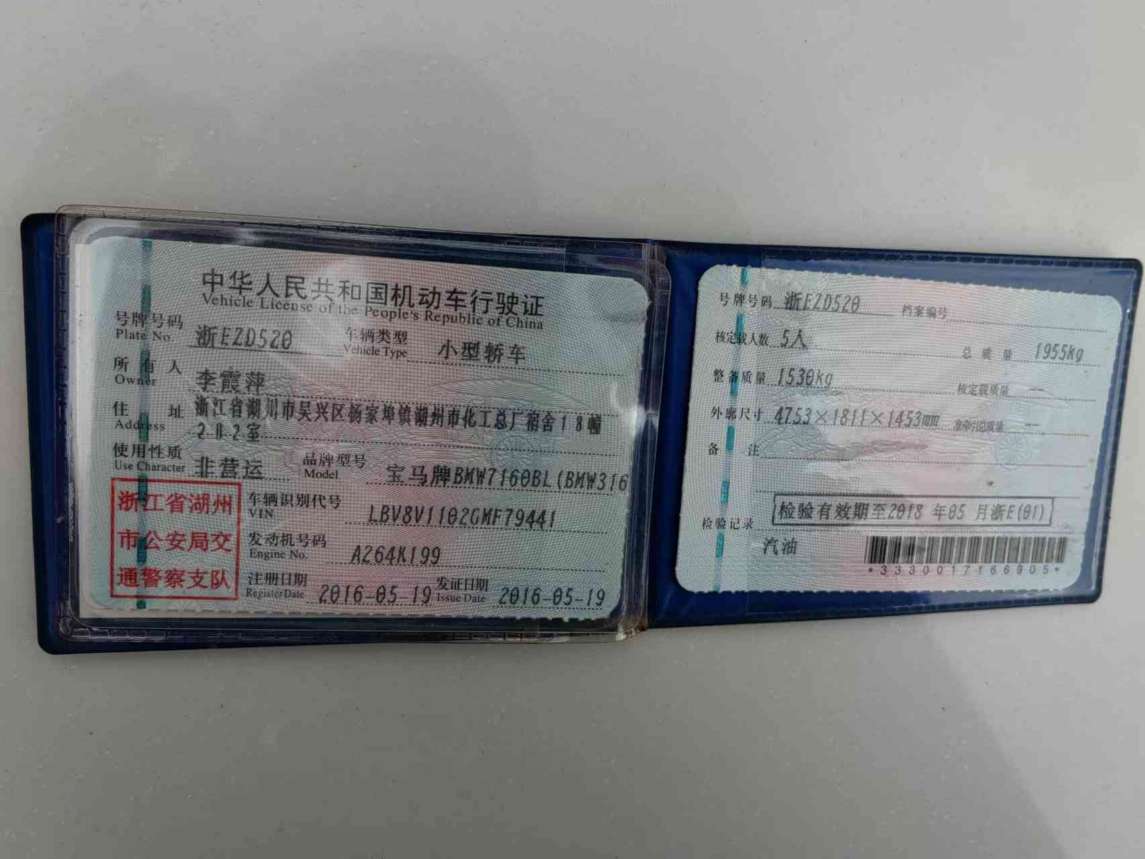 中华人民共和国机动车行驶证
Vehicle License of the People's Republic of China
号牌号码 浙EZD520 车辆类型 小型轿车
Plate No. Vehicle Type
所有人 李霞萍
Owner
住址 浙江省湖州市吴兴区杨家埠镇湖州市化工总厂宿舍18幢
Address 202室
使用性质 非营运 品牌型号 宝马牌BMW7160BL(BMW316
Use Character Model
浙江省湖州
市公安局交
通警察支队
车辆识别代号 LBV8V1102GMF79441
VIN
发动机号码 A264K199
Engine No.
注册日期 2016-05-19 发证日期 2016-05-19
Register Date Issue Date
号牌号码 浙EZD520 档案编号
核定载人数 5人 总质量 1955kg
整备质量 1530kg 核定载质量 --
外廓尺寸 4753×1811×1453mm 准牵引总质量 --
备注
检验记录 检验有效期至2018 年05 月浙E(01)
汽油
*3330017166905*